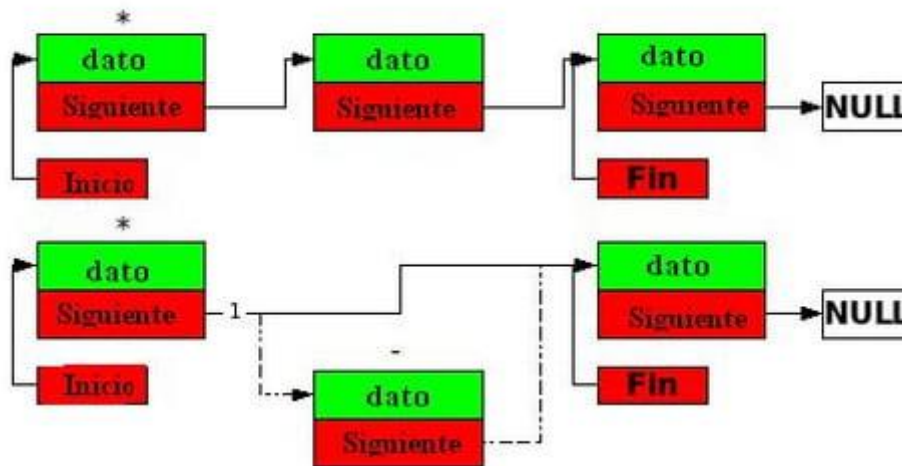 *
dato dato dato
Siguiente Siguiente Siguiente NULL
Inicio Fin
*
dato dato
Siguiente 1 Siguiente NULL
-
Inicio dato Fin
Siguiente